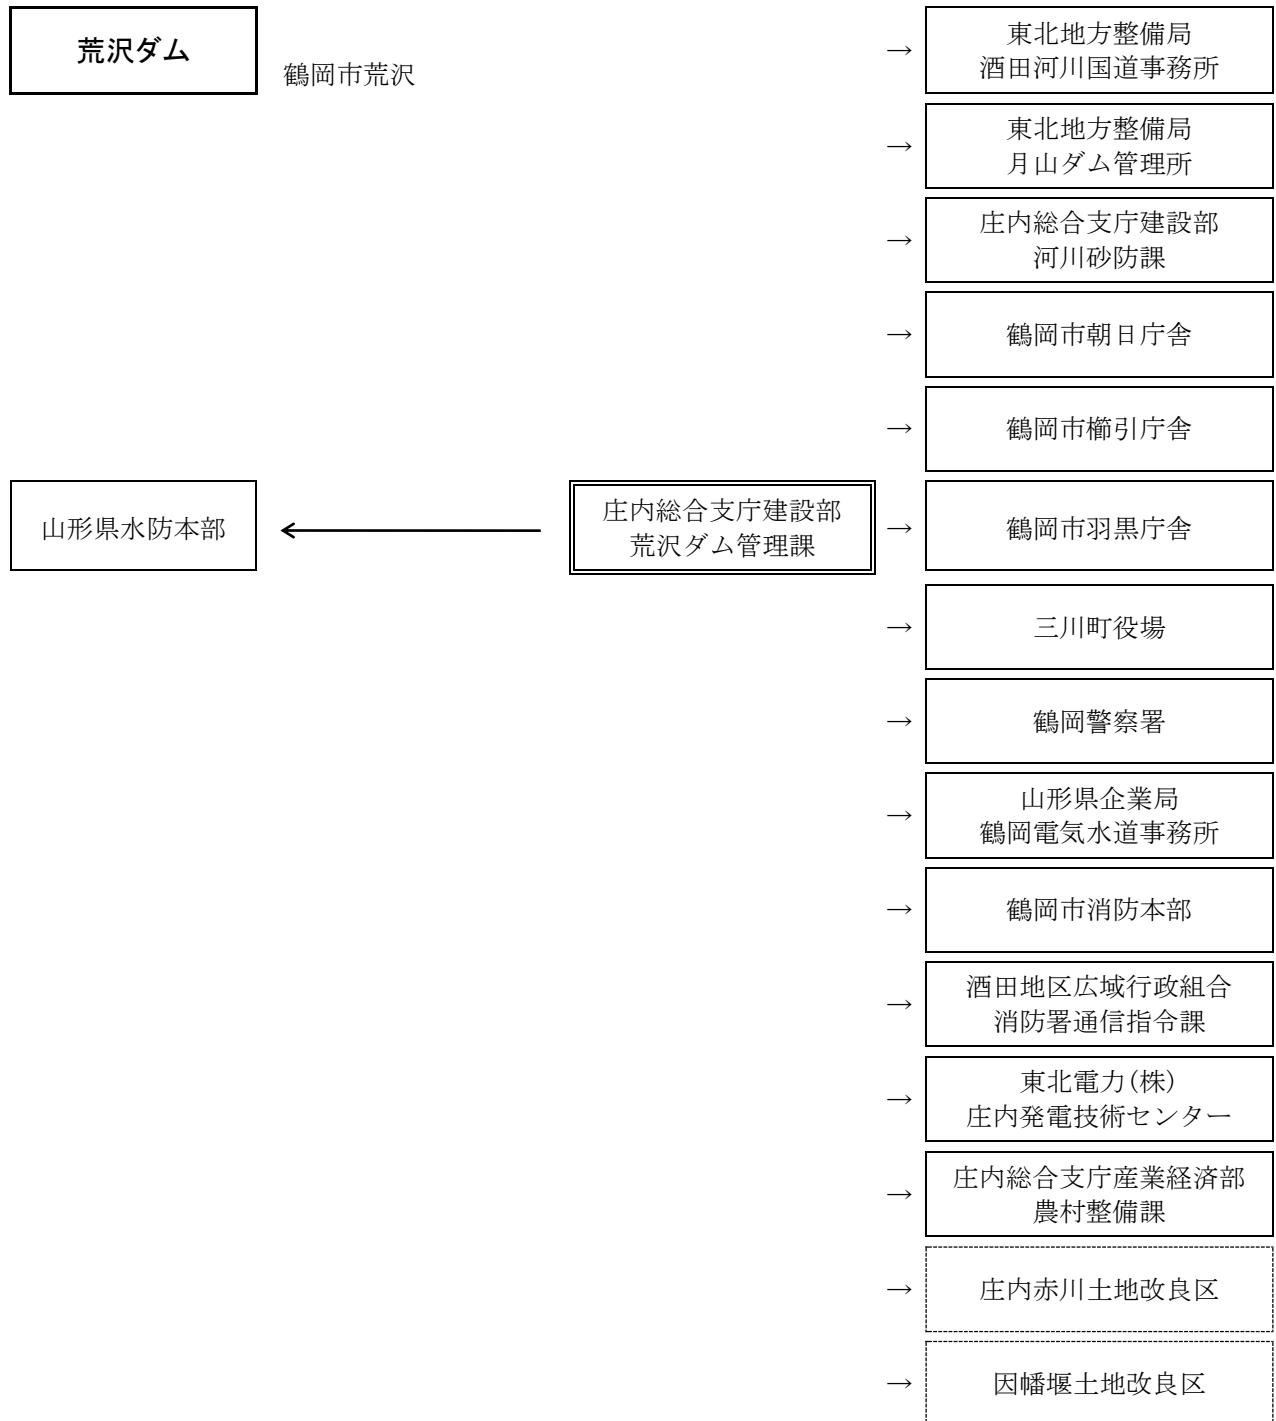 荒沢ダム
鶴岡市荒沢
→
東北地方整備局
酒田河川国道事務所
→
東北地方整備局
月山ダム管理所
→
庄内総合支庁建設部
河川砂防課
→
鶴岡市朝日庁舎
→
鶴岡市櫛引庁舎
山形県水防本部
庄内総合支庁建設部
荒沢ダム管理課
→
鶴岡市羽黒庁舎
→
三川町役場
→
鶴岡警察署
→
山形県企業局
鶴岡電気水道事務所
→
鶴岡市消防本部
→
酒田地区広域行政組合
消防署通信指令課
→
東北電力(株)
庄内発電技術センター
→
庄内総合支庁産業経済部
農村整備課
→
庄内赤川土地改良区
→
因幡堰土地改良区